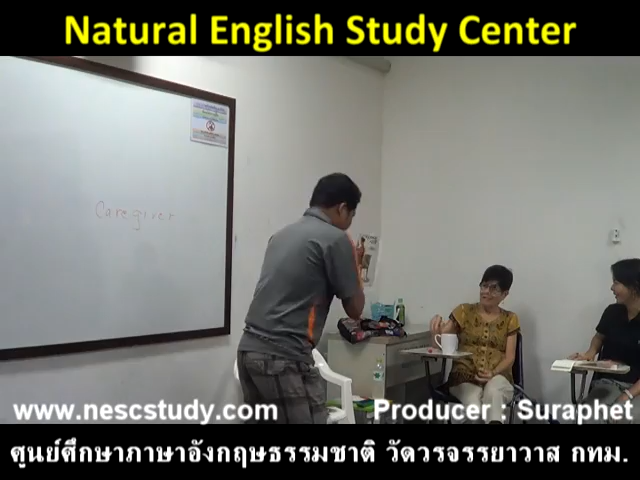 Natural English Study Center
Caregiver
www.nescstudy.com Producer : Suraphet
ศูนย์ศึกษาภาษาอังกฤษธรรมชาติ วัดวรจรรยาวาส กทม.